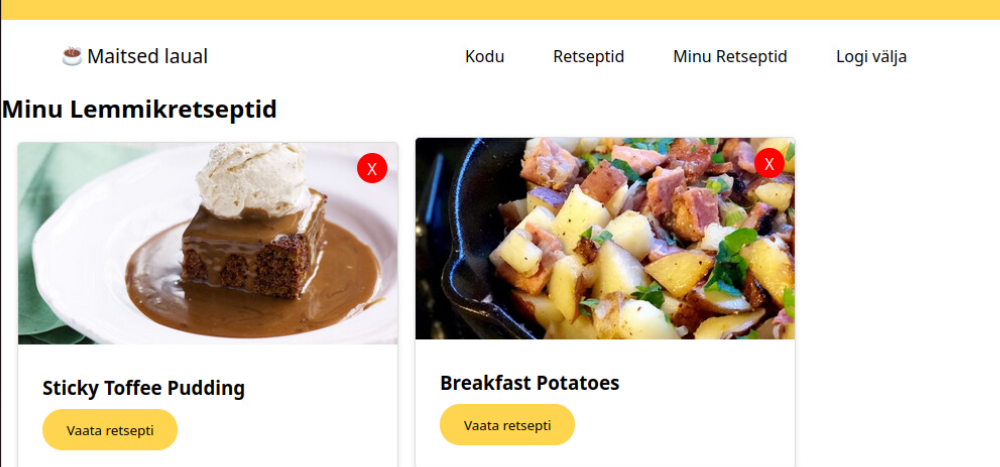 Maitsed laual
Kodu Retseptid Minu Retseptid Logi välja
Minu Lemmikretseptid
X
X
Sticky Toffee Pudding
Vaata retsepti
Breakfast Potatoes
Vaata retsepti